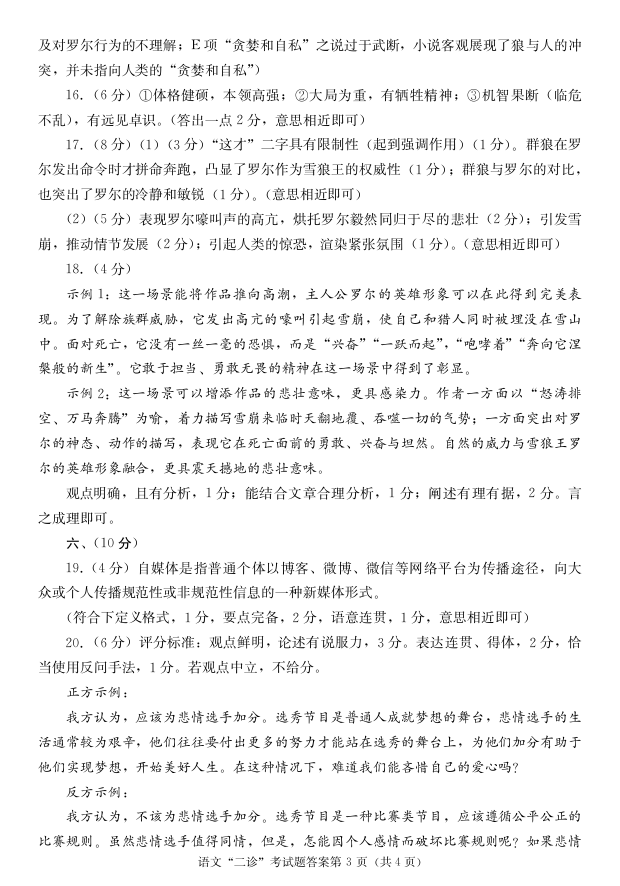 及对罗尔行为的不理解；E 项“贪婪和自私”之说过于武断，小说客观展现了狼与人的冲
突，并未指向人类的“贪婪和自私”）
16．（6 分）①体格健硕，本领高强；②大局为重，有牺牲精神；③机智果断（临危
不乱），有远见卓识。（答出一点 2 分，意思相近即可）
17．（8 分）（1）（3 分）“这才”二字具有限制性（起到强调作用）（1 分）。群狼在罗
尔发出命令时才拼命奔跑，凸显了罗尔作为雪狼王的权威性（1 分）；群狼与罗尔的对比，
也突出了罗尔的冷静和敏锐（1 分）。（意思相近即可）
（2）（5 分）表现罗尔嚎叫声的高亢，烘托罗尔毅然同归于尽的悲壮（2 分）；引发雪
崩，推动情节发展（2 分）；引起人类的惊恐，渲染紧张氛围（1 分）。（意思相近即可）
18．（4 分）
示例 1：这一场景能将作品推向高潮，主人公罗尔的英雄形象可以在此得到完美表
现。为了解除族群威胁，它发出高亢的嚎叫引起雪崩，使自己和猎人同时被埋没在雪山
中。面对死亡，它没有一丝一毫的恐惧，而是“兴奋”“一跃而起”，“咆哮着”“奔向它涅
槃般的新生”。它敢于担当、勇敢无畏的精神在这一场景中得到了彰显。
示例 2：这一场景可以增添作品的悲壮意味，更具感染力。作者一方面以“怒涛排
空、万马奔腾”为喻，着力描写雪崩来临时天翻地覆、吞噬一切的气势；一方面突出对罗
尔的神态、动作的描写，表现它在死亡面前的勇敢、兴奋与坦然。自然的威力与雪狼王罗
尔的英雄形象融合，更具震天撼地的悲壮意味。
观点明确，且有分析，1 分；能结合文章合理分析，1 分；阐述有理有据，2 分。言
之成理即可。
六、（10 分）
19．（4 分）自媒体是指普通个体以博客、微博、微信等网络平台为传播途径，向大
众或个人传播规范性或非规范性信息的一种新媒体形式。
（符合下定义格式，1 分，要点完备，2 分，语意连贯，1 分，意思相近即可）
20．（6 分）评分标准：观点鲜明，论述有说服力，3 分。表达连贯、得体，2 分，恰
当使用反问手法，1 分。若观点中立，不给分。
正方示例：
我方认为，应该为悲情选手加分。选秀节目是普通人成就梦想的舞台，悲情选手的生
活通常较为艰辛，他们往往要付出更多的努力才能站在选秀的舞台上，为他们加分有助于
他们实现梦想，开始美好人生。在这种情况下，难道我们能吝惜自己的爱心吗？
反方示例：
我方认为，不该为悲情选手加分。选秀节目是一种比赛类节目，应该遵循公平公正的
比赛规则。虽然悲情选手值得同情，但是，怎能因个人感情而破坏比赛规则呢？如果悲情
语文“二诊”考试题答案第 3 页（共 4 页）